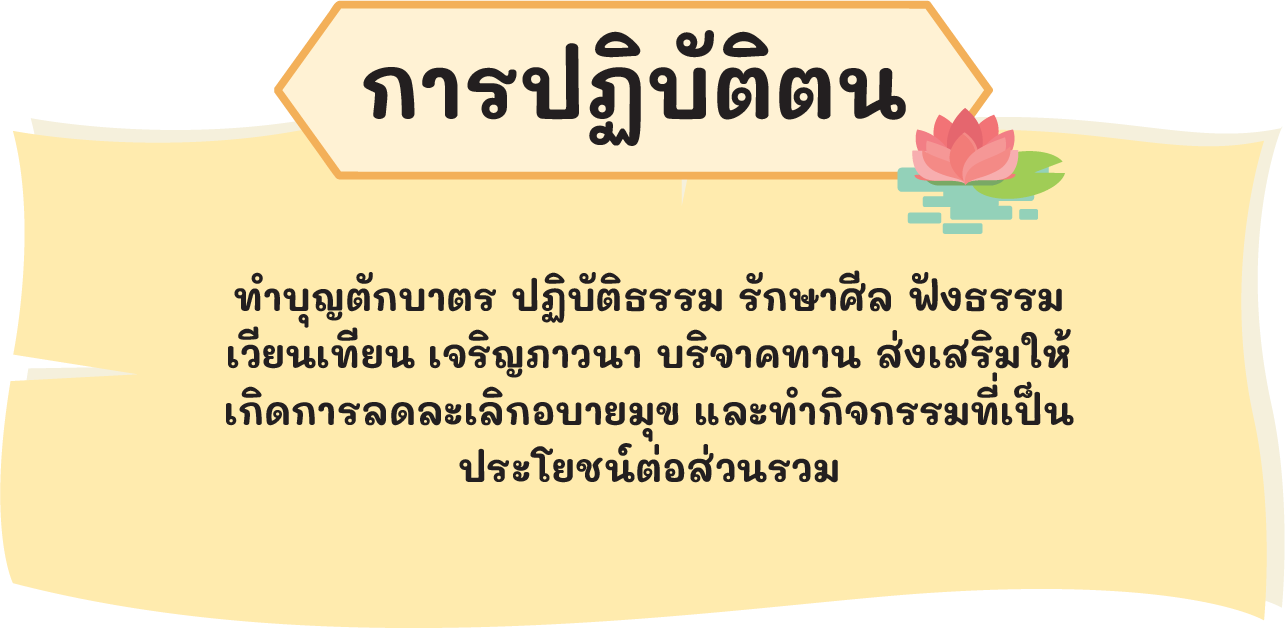 การปฏิบัติตน
ทำบุญตักบาตร ปฏิบัติธรรม รักษาศีล ฟังธรรม
เวียนเทียน เจริญภาวนา บริจาคทาน ส่งเสริมให้
เกิดการลดละเลิกอบายมุข และทำกิจกรรมที่เป็น
ประโยชน์ต่อส่วนรวม